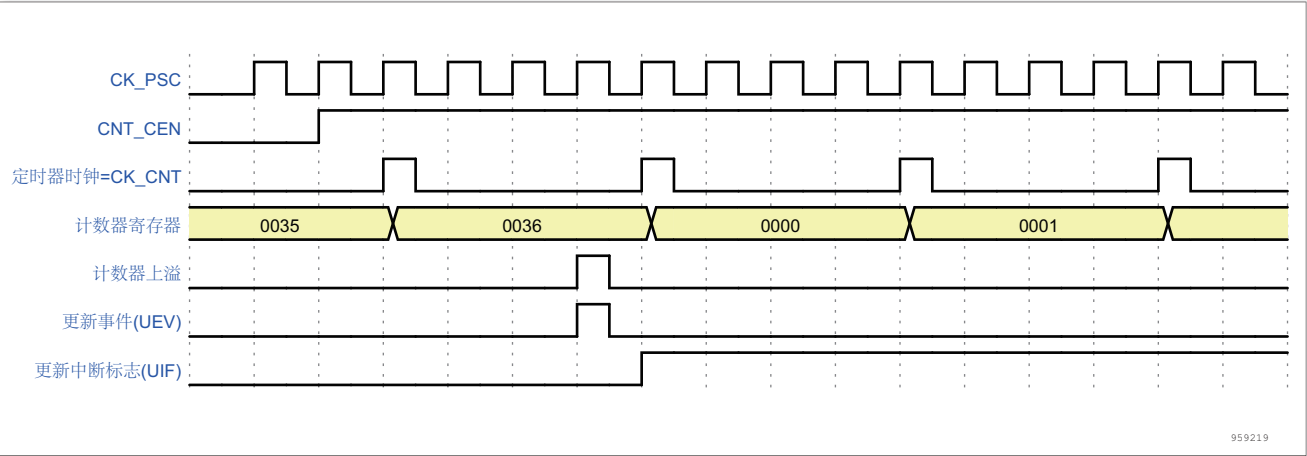 CK_PSC
CNT_CEN
定时器时钟=CK_CNT
计数器寄存器 0035 0036 0000 0001
计数器上溢
更新事件(UEV)
更新中断标志(UIF)
959219